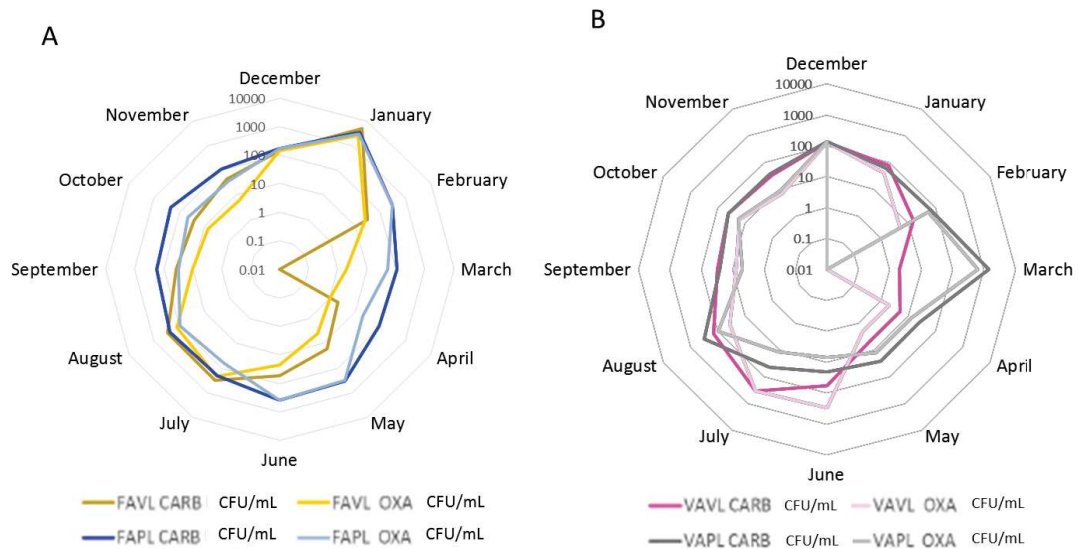 A
December
November
January
October
February
September
March
August
April
July
May
June
10000
1000
100
10
1
0.1
0.01
FAVL CARB CFU/mL
FAVL OXA CFU/mL
FAPL CARB CFU/mL
FAPL OXA CFU/mL
B
December
November
January
October
February
September
March
August
April
July
May
June
10000
1000
100
10
1
0.1
0.01
VAVL CARB CFU/mL
VAVL OXA CFU/mL
VAPL CARB CFU/mL
VAPL OXA CFU/mL